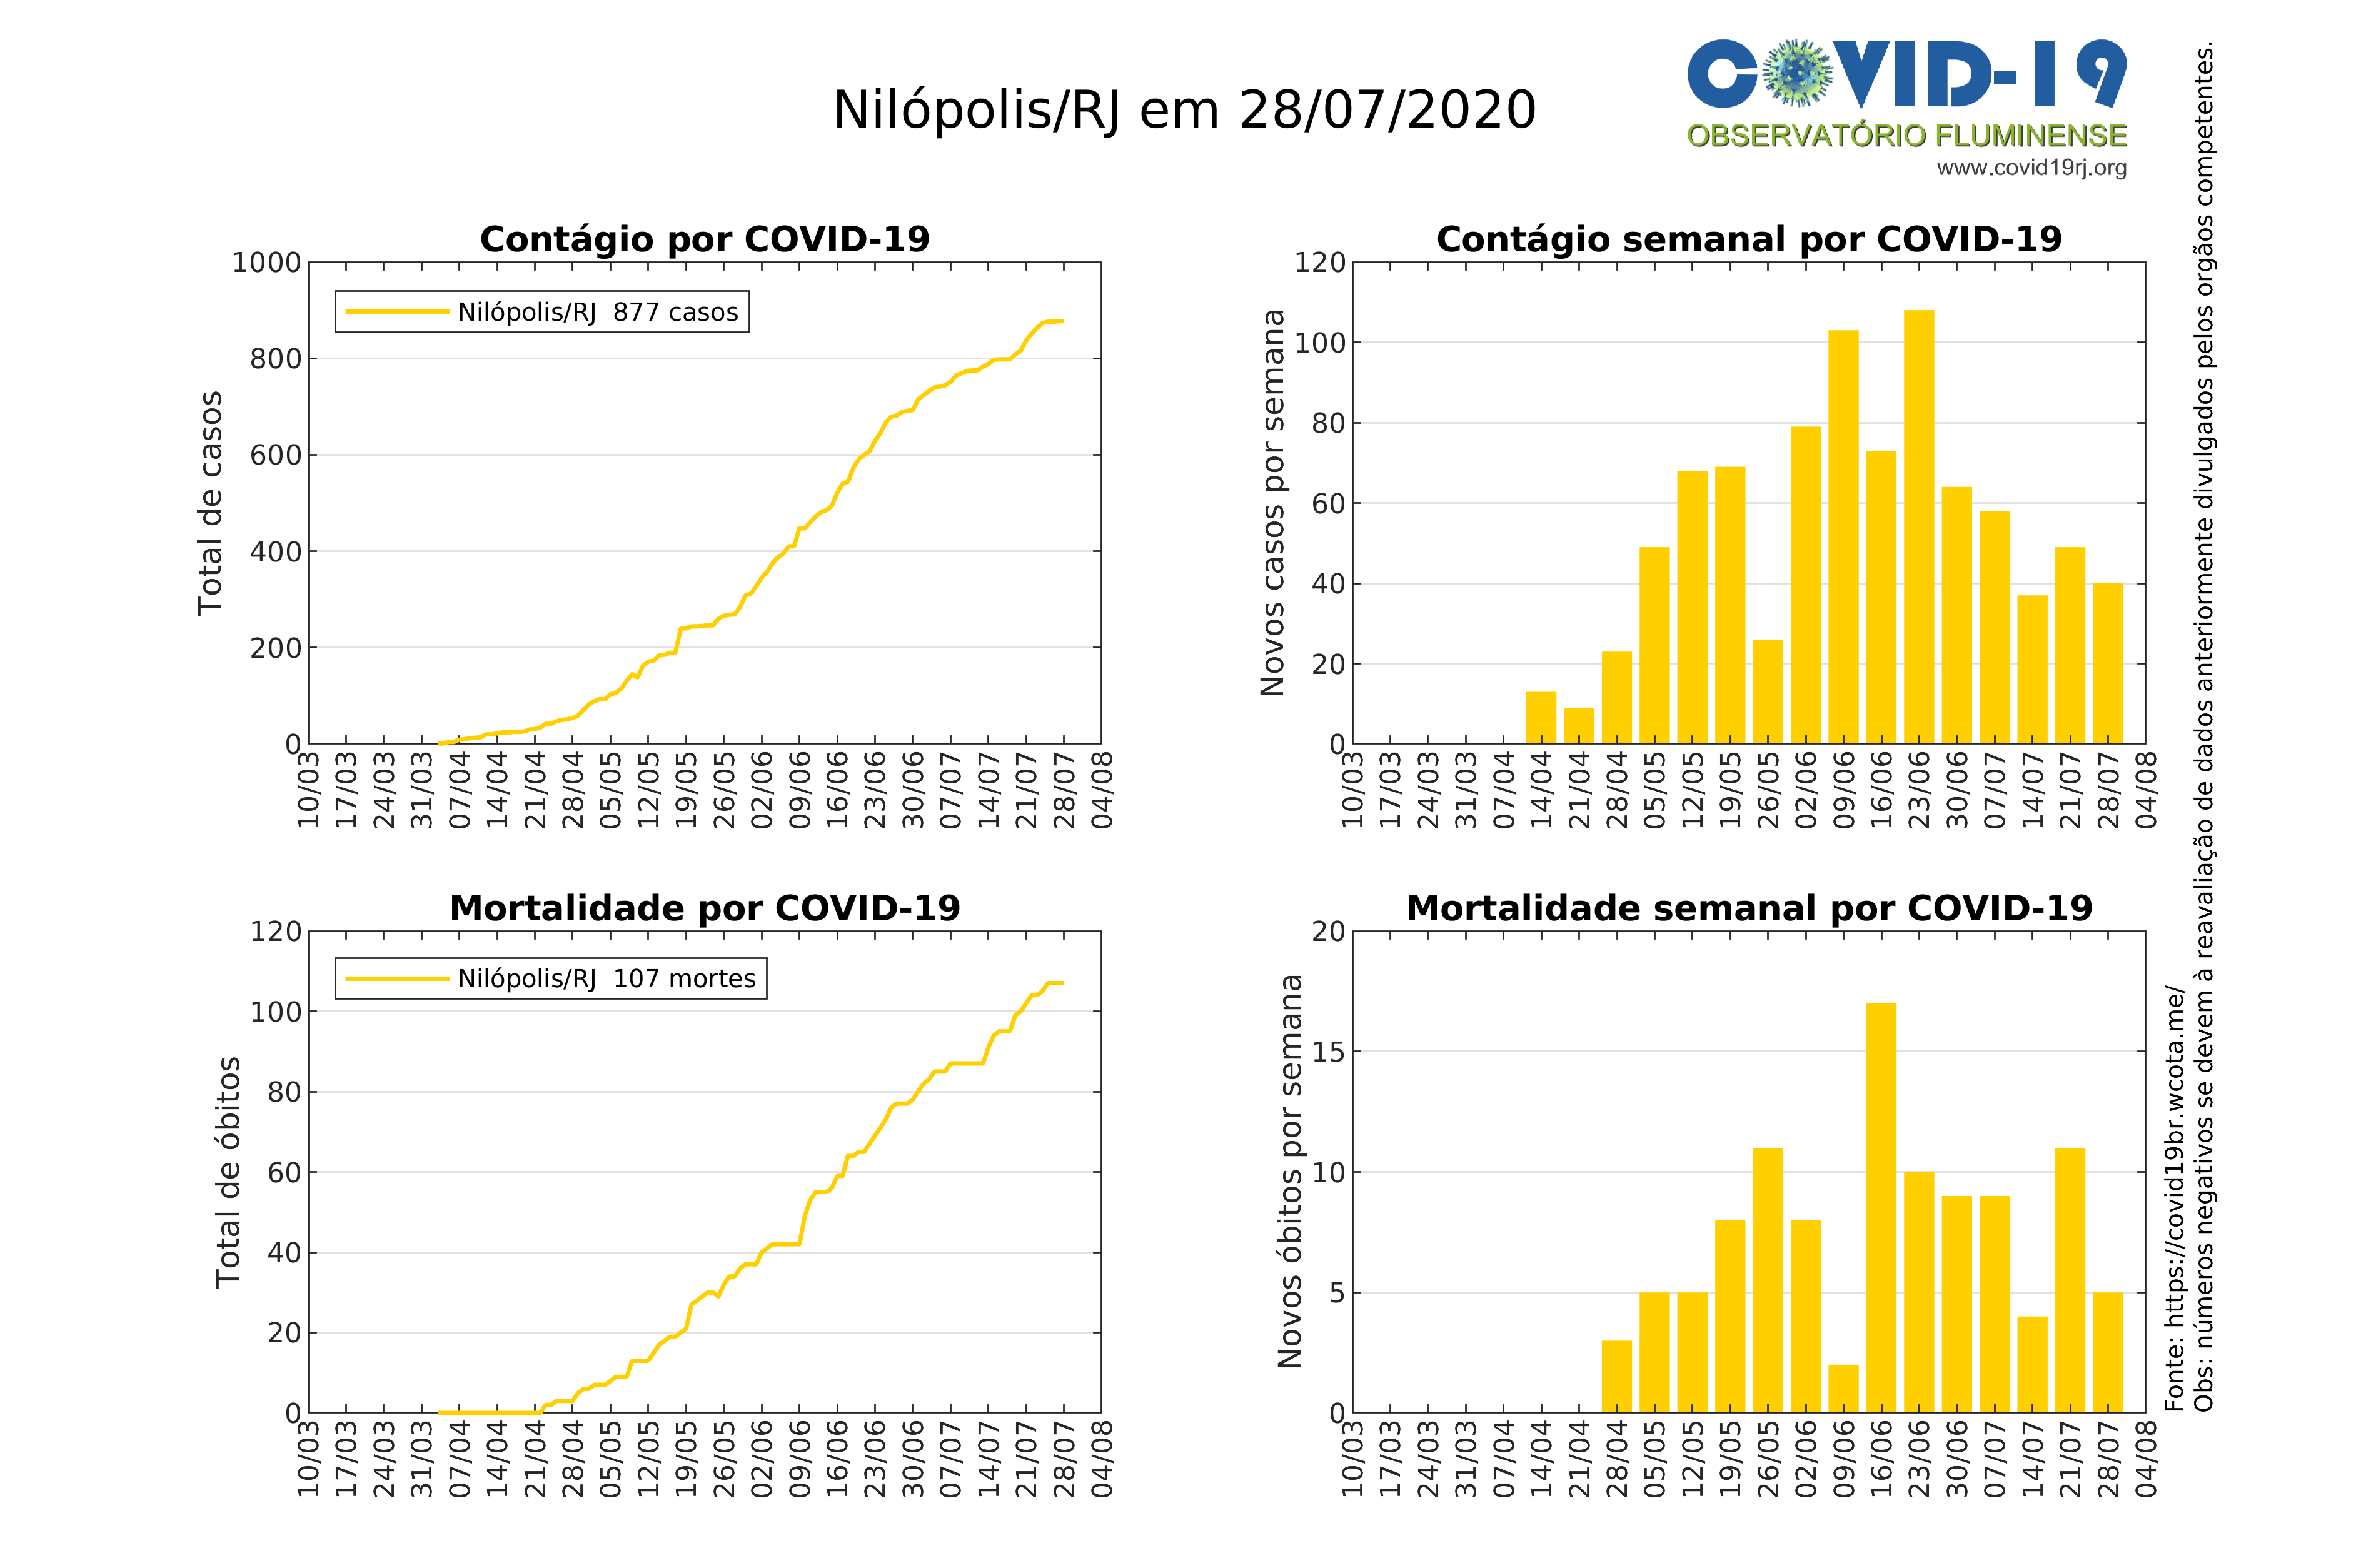 Nilópolis/RJ em 28/07/2020
COVID-19
OBSERVATÓRIO FLUMINENSE
www.covid19rj.org
Contágio por COVID-19
Total de casos
1000
800
600
400
200
0
Nilópolis/RJ 877 casos
10/03 17/03 24/03 31/03 07/04 14/04 21/04 28/04 05/05 12/05 19/05 26/05 02/06 09/06 16/06 23/06 30/06 07/07 14/07 21/07 28/07 04/08
Contágio semanal por COVID-19
Novos casos por semana
120
100
80
60
40
20
0
10/03 17/03 24/03 31/03 07/04 14/04 21/04 28/04 05/05 12/05 19/05 26/05 02/06 09/06 16/06 23/06 30/06 07/07 14/07 21/07 28/07 04/08
Mortalidade por COVID-19
Total de óbitos
120
100
80
60
40
20
0
Nilópolis/RJ 107 mortes
10/03 17/03 24/03 31/03 07/04 14/04 21/04 28/04 05/05 12/05 19/05 26/05 02/06 09/06 16/06 23/06 30/06 07/07 14/07 21/07 28/07 04/08
Mortalidade semanal por COVID-19
Novos óbitos por semana
20
15
10
5
0
10/03 17/03 24/03 31/03 07/04 14/04 21/04 28/04 05/05 12/05 19/05 26/05 02/06 09/06 16/06 23/06 30/06 07/07 14/07 21/07 28/07 04/08
Fonte: https://covid19br.wcota.me/
Obs: números negativos se devem à reavaliação de dados anteriormente divulgados pelos orgãos competentes.